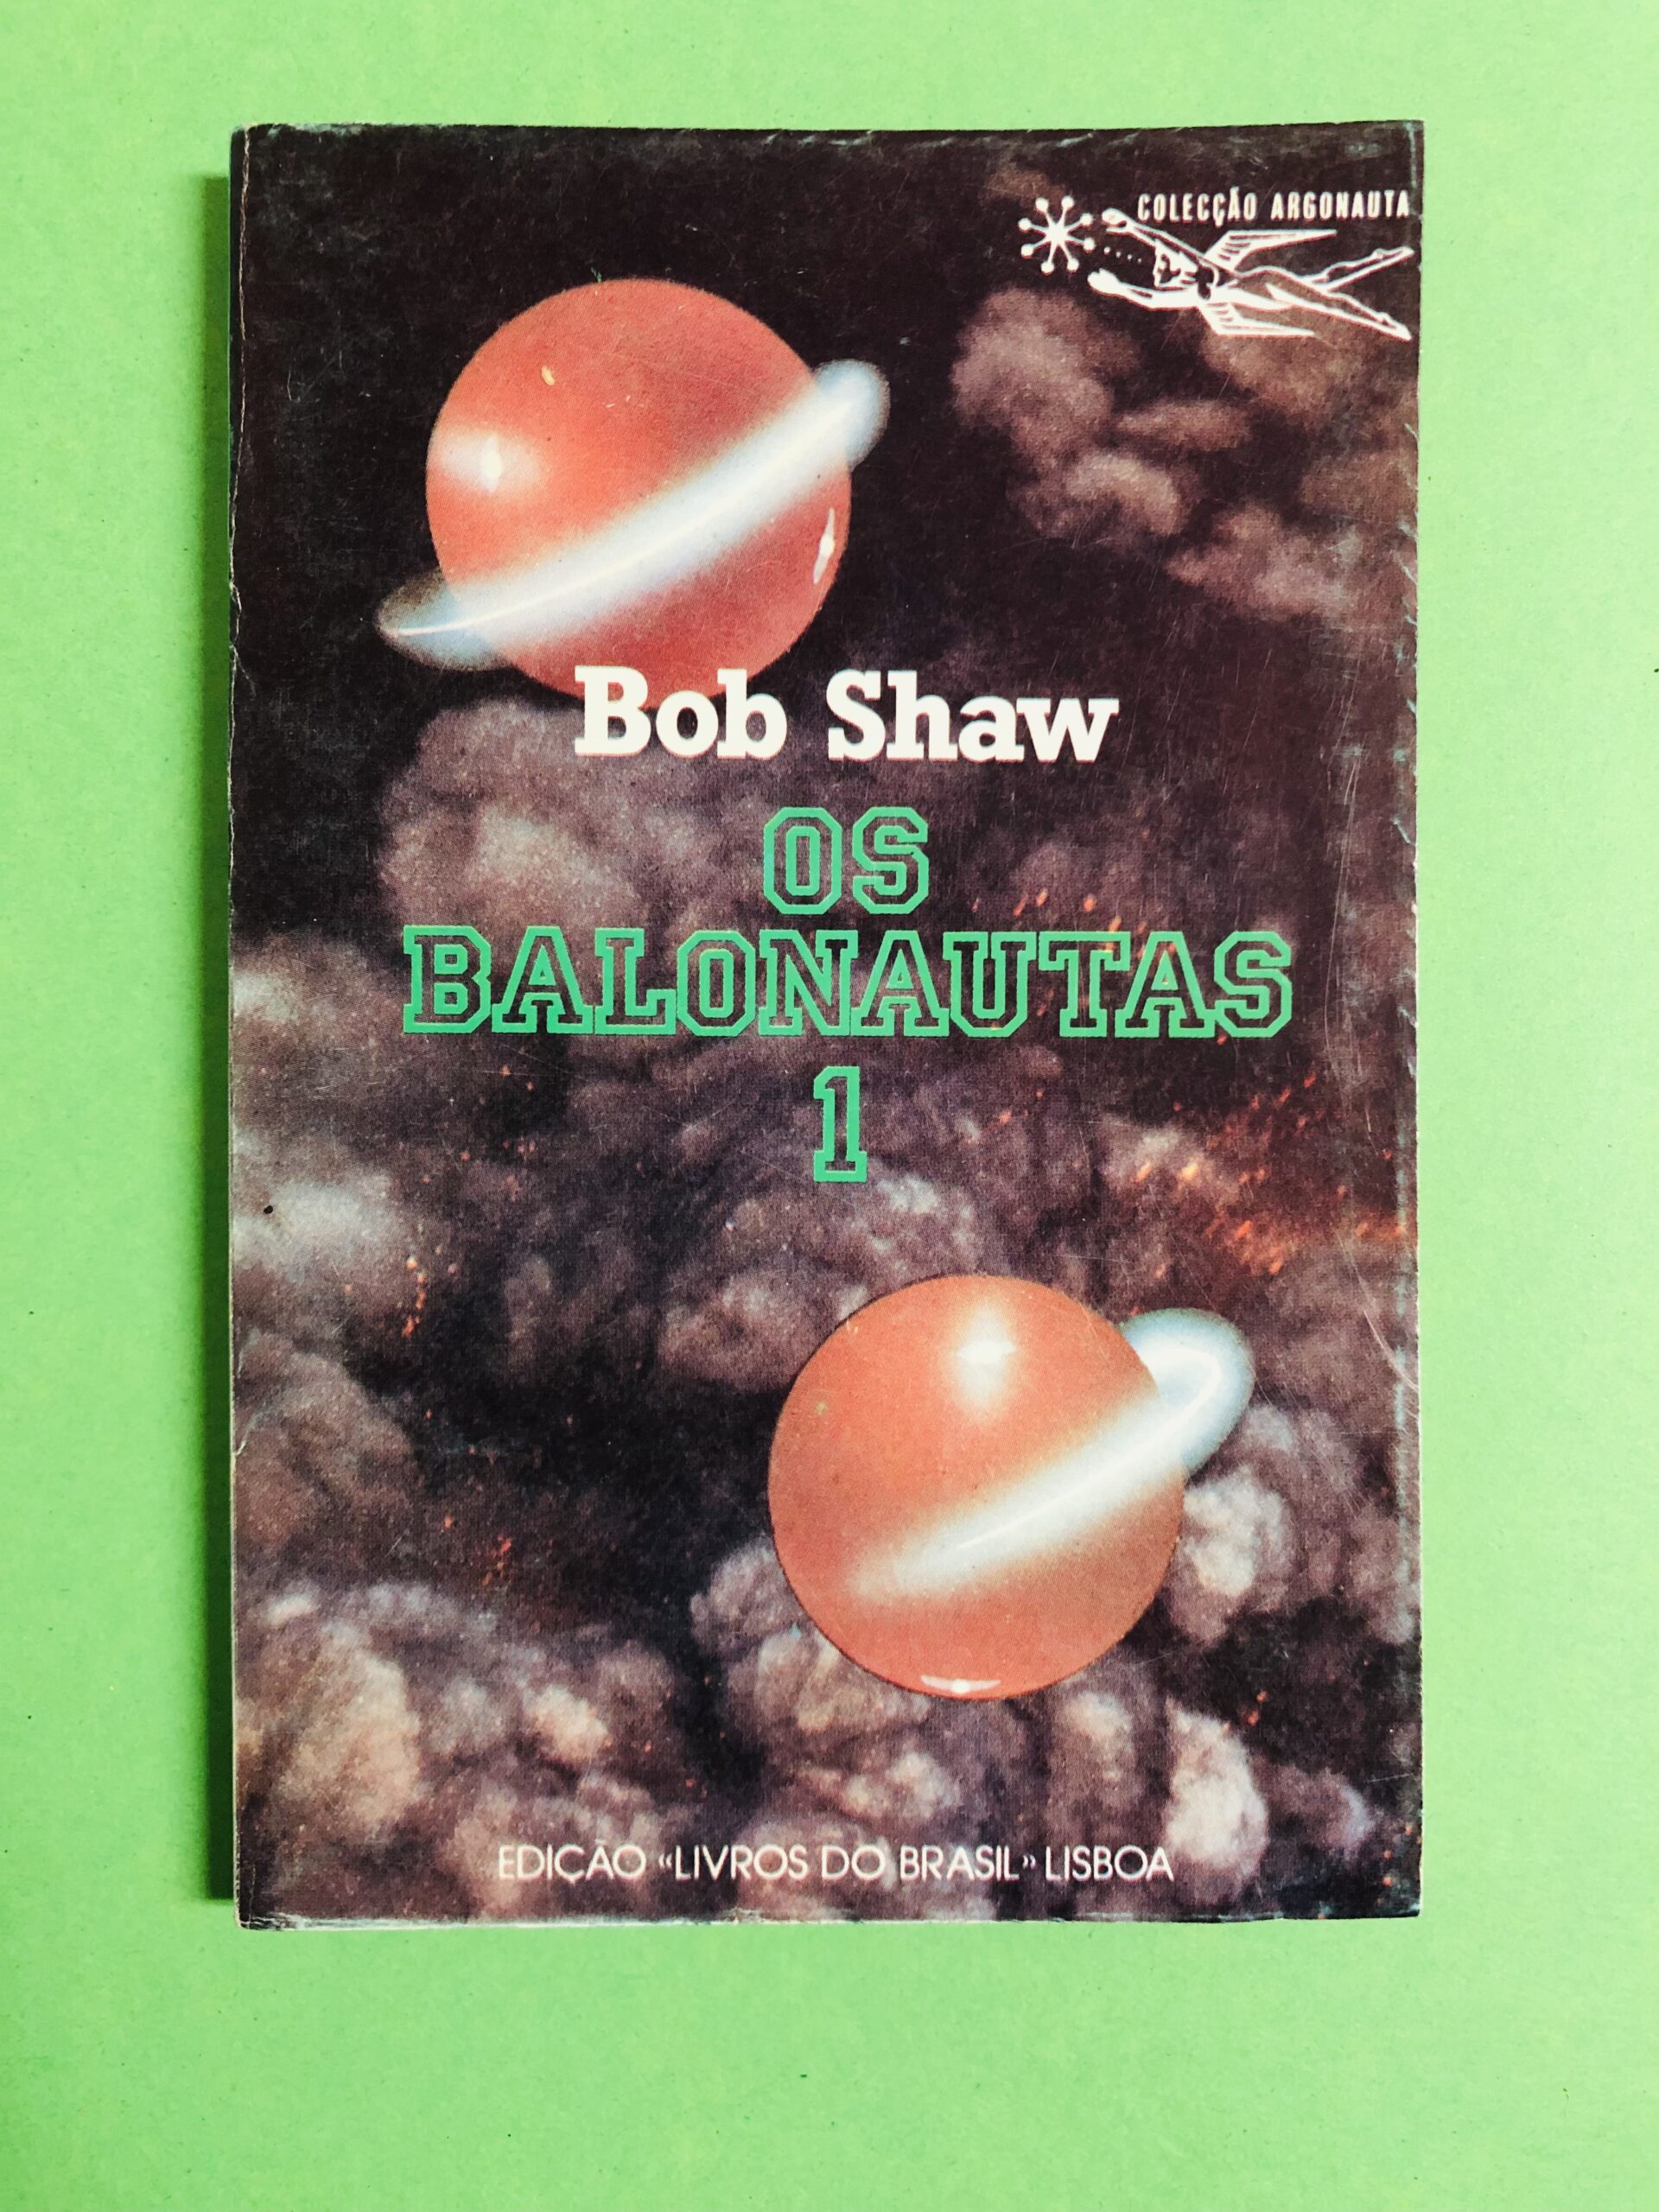 COLECÇÃO ARGONAUTA
Bob Shaw
OS
BALONAUTAS
1
EDIÇÃO «LIVROS DO BRASIL» LISBOA